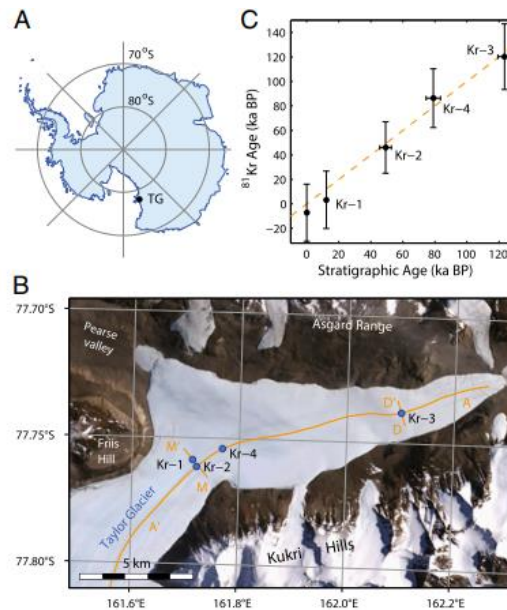 A
70°S
80°S
TG
C
140
120
100
80
60
40
20
0
−20
⁸¹Kr Age (ka BP)
Kr−3
Kr−4
Kr−2
Kr−1
0 20 40 60 80 100 120
Stratigraphic Age (ka BP)
B
77.70°S
77.75°S
77.80°S
Pearse
valley
Asgard Range
Friis
Hill
D'
A
Kr−3
D
M'
Kr−4
Kr−1
Kr−2
M
Taylor Glacier
A'
Kukri Hills
5 km
161.6°E 161.8°E 162.0°E 162.2°E